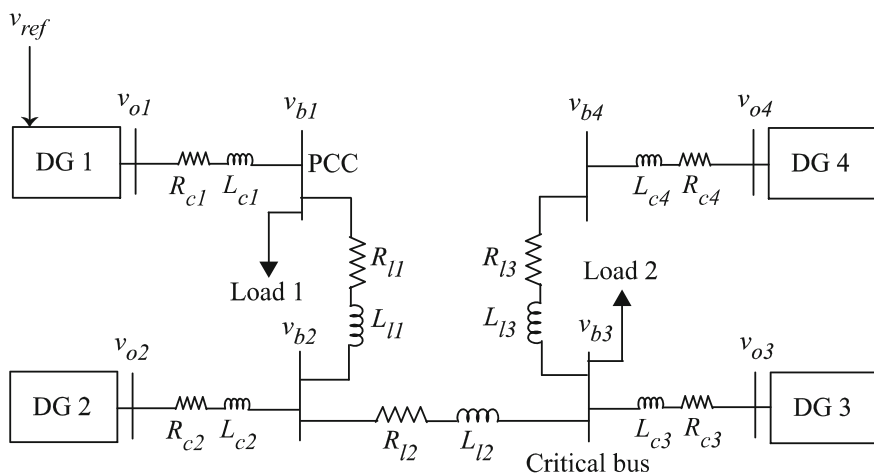 v_ref
v_o1
v_b1
v_b4
v_o4
DG 1
PCC
DG 4
R_c1
L_c1
L_c4
R_c4
R_l1
R_l3
Load 2
Load 1
L_l1
L_l3
v_b2
v_b3
v_o2
v_o3
DG 2
DG 3
R_c2
L_c2
R_l2
L_l2
L_c3
R_c3
Critical bus